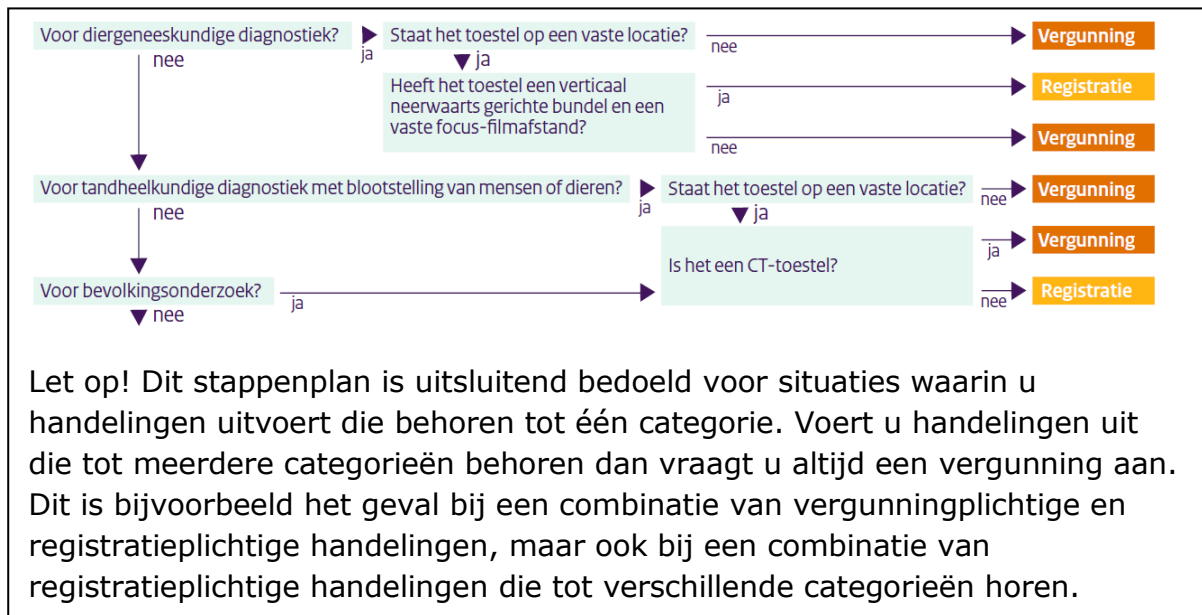 Voor diergeneeskundige diagnostiek? ja Staat het toestel op een vaste locatie? nee Vergunning
nee ja
Heeft het toestel een verticaal
neerwaarts gerichte bundel en een
vaste focus-filmafstand?
ja Registratie
nee Vergunning
Voor tandheelkundige diagnostiek met blootstelling van mensen of dieren? ja Staat het toestel op een vaste locatie? nee Vergunning
nee ja
Is het een CT-toestel?
ja Vergunning
Voor bevolkingsonderzoek? ja nee Registratie
nee
Let op! Dit stappenplan is uitsluitend bedoeld voor situaties waarin u
handelingen uitvoert die behoren tot één categorie. Voert u handelingen uit
die tot meerdere categorieën behoren dan vraagt u altijd een vergunning aan.
Dit is bijvoorbeeld het geval bij een combinatie van vergunningplichtige en
registratieplichtige handelingen, maar ook bij een combinatie van
registratieplichtige handelingen die tot verschillende categorieën horen.